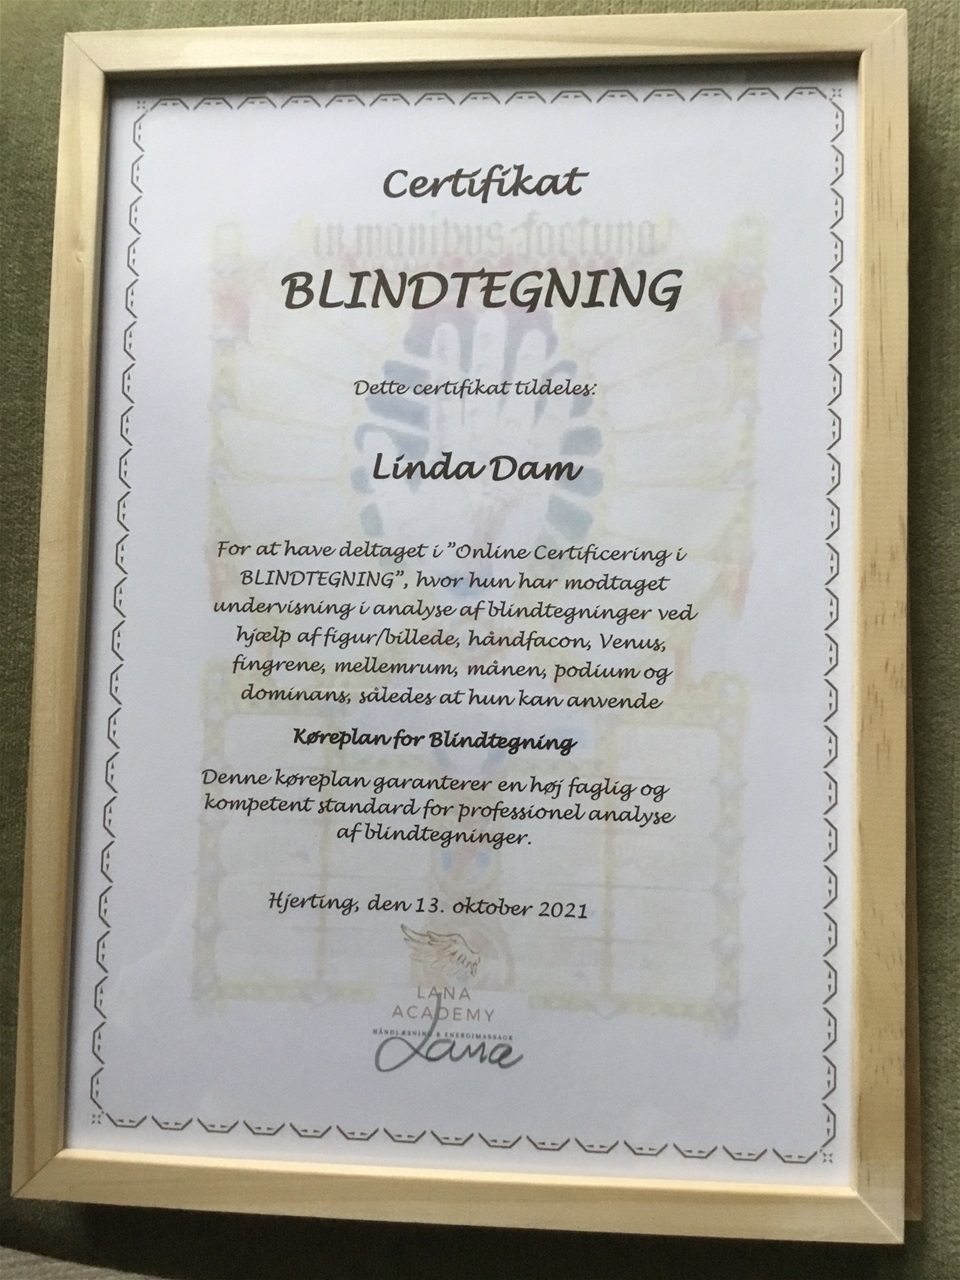 Certifikat
in manibus fortuna
BLINDTEGNING
Dette certifikat tildeles:
Linda Dam
For at have deltaget i "Online Certificering i
BLINDTEGNING", hvor hun har modtaget
undervisning i analyse af blindtegninger ved
hjælp af figur/billede, håndfacon, Venus,
fingrene, mellemrum, månen, podium og
dominans, således at hun kan anvende
Køreplan for Blindtegning
Denne køreplan garanterer en høj faglig og
kompetent standard for professionel analyse
af blindtegninger.
Hjerting, den 13. oktober 2021
LANA
ACADEMY
HÅNDLÆSNING & ENERGIMASSAGE
Lana